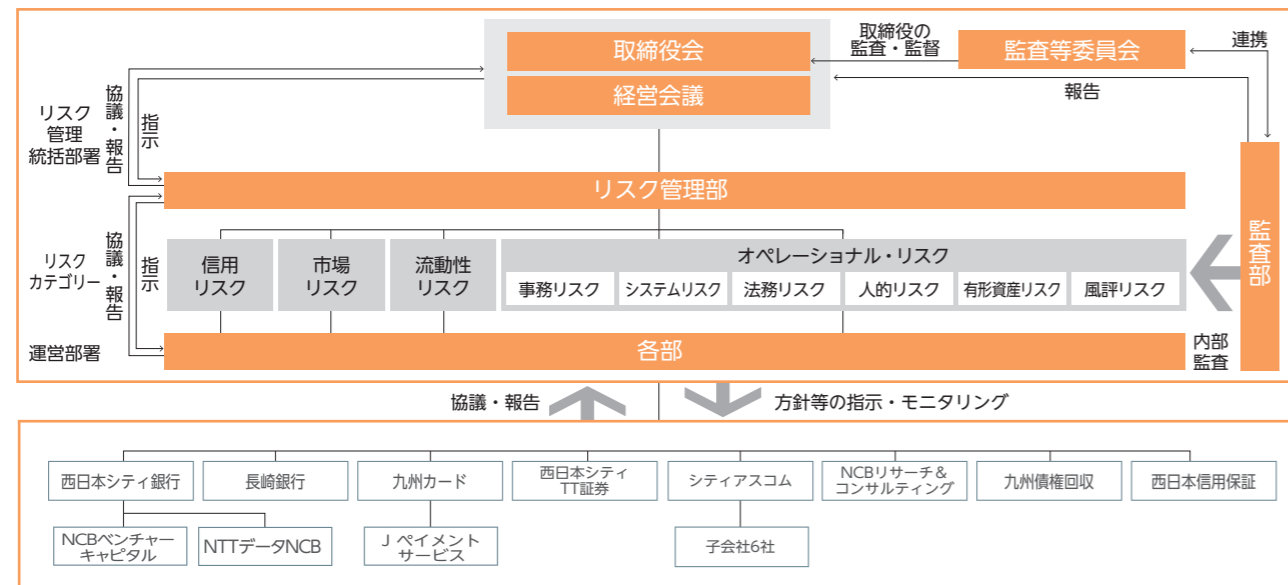 取締役会
経営会議
取締役の
監査・監督
監査等委員会
連携
報告
リスク
管理
統括部署
協議・報告
指示
リスク管理部
監査部
リスク
カテゴリー
協議・報告
指示
信用
リスク
市場
リスク
流動性
リスク
オペレーショナル・リスク
事務リスク
システムリスク
法務リスク
人的リスク
有形資産リスク
風評リスク
運営部署
各部
内部
監査
協議・報告
方針等の指示・モニタリング
西日本シティ銀行
長崎銀行
九州カード
西日本シティ
TT証券
シティアスコム
NCBリサーチ&
コンサルティング
九州債権回収
西日本信用保証
NCBベンチャー
キャピタル
NTTデータNCB
J ペイメント
サービス
子会社6社